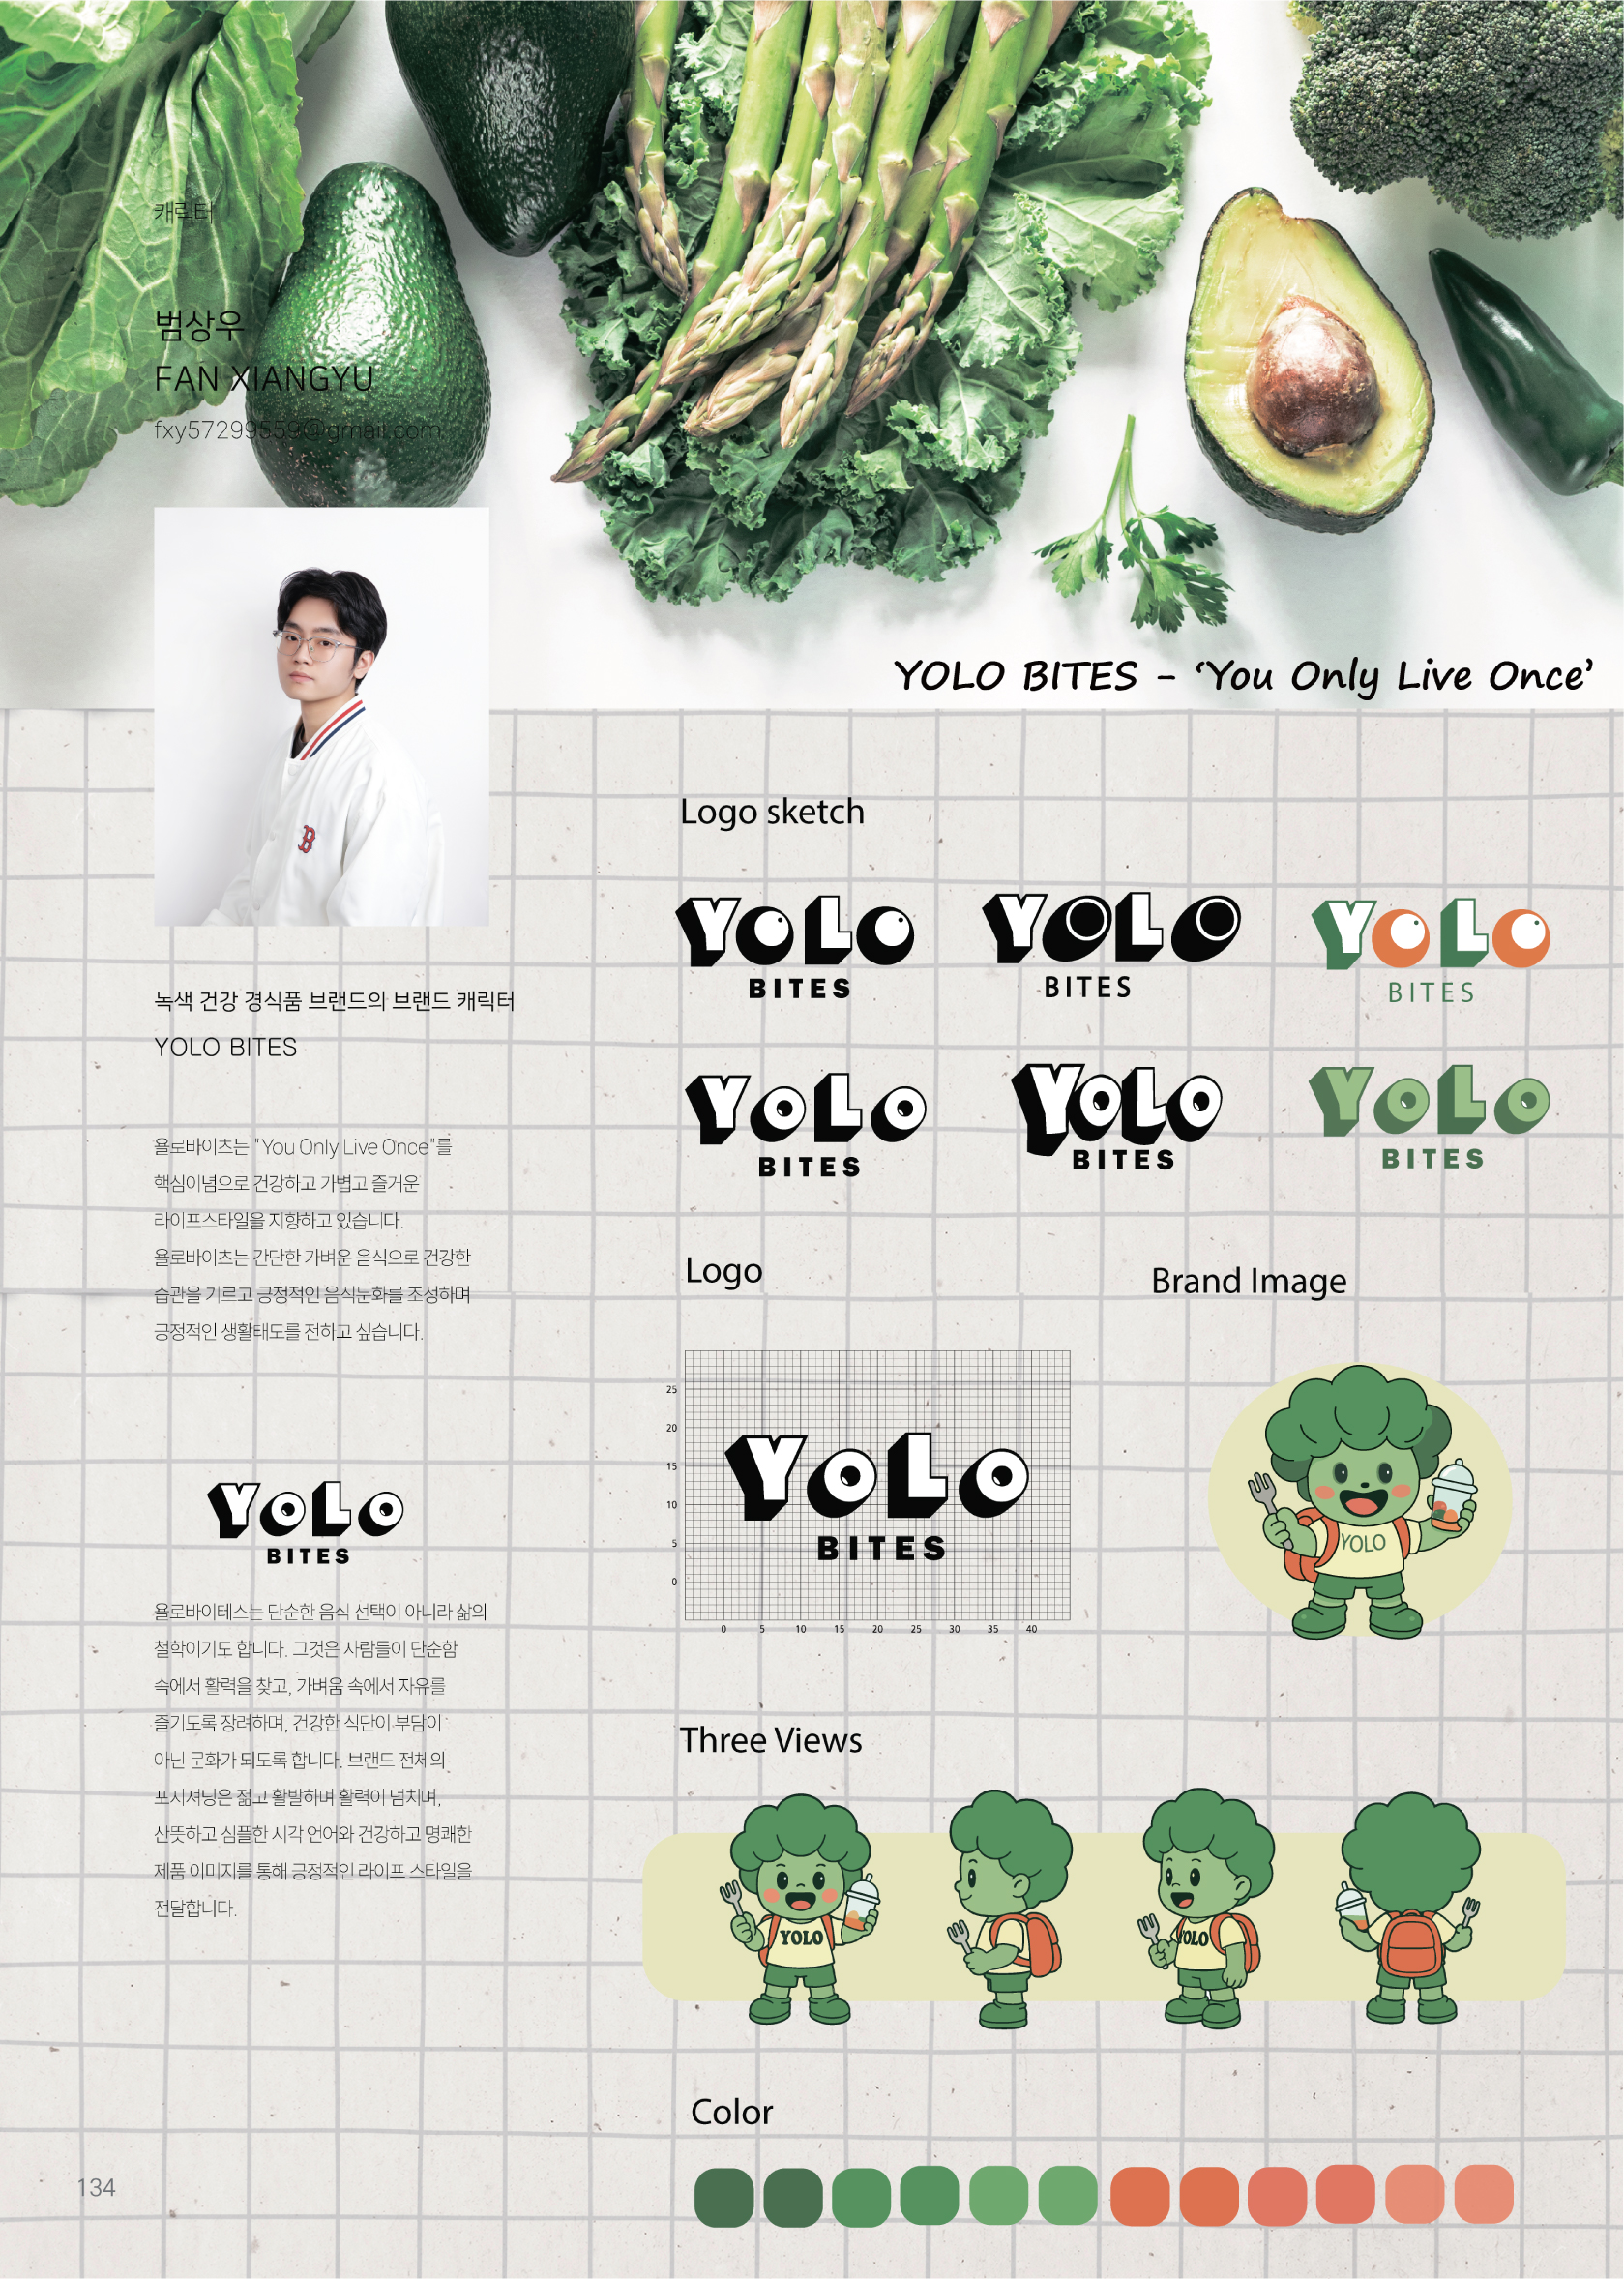 캐릭터
범상우
FAN XIANGYU
fxy57299559@gmail.com
YOLO BITES - ‘You Only Live Once’
B
녹색 건강 경식품 브랜드의 브랜드 캐릭터
YOLO BITES
욜로바이츠는 "You Only Live Once"를
핵심이념으로 건강하고 가볍고 즐거운
라이프스타일을 지향하고 있습니다.
욜로바이츠는 간단한 가벼운 음식으로 건강한
습관을 기르고 긍정적인 음식문화를 조성하며
긍정적인 생활태도를 전하고 싶습니다.
YOLO
BITES
욜로바이테스는 단순한 음식 선택이 아니라 삶의
철학이기도 합니다. 그것은 사람들이 단순함
속에서 활력을 찾고, 가벼움 속에서 자유를
즐기도록 장려하며, 건강한 식단이 부담이
아닌 문화가 되도록 합니다. 브랜드 전체의
포지셔닝은 젊고 활발하며 활력이 넘치며,
산뜻하고 심플한 시각 언어와 건강하고 명쾌한
제품 이미지를 통해 긍정적인 라이프 스타일을
전달합니다.
134
Logo sketch
YOLO
BITES
YOLO
BITES
YOLO
BITES
YOLO
BITES
YOLO
BITES
YOLO
BITES
Logo
25
20
15
10
5
0
YOLO
BITES
0 5 10 15 20 25 30 35 40
Brand Image
YOLO
Three Views
YOLO
YOLO
Color